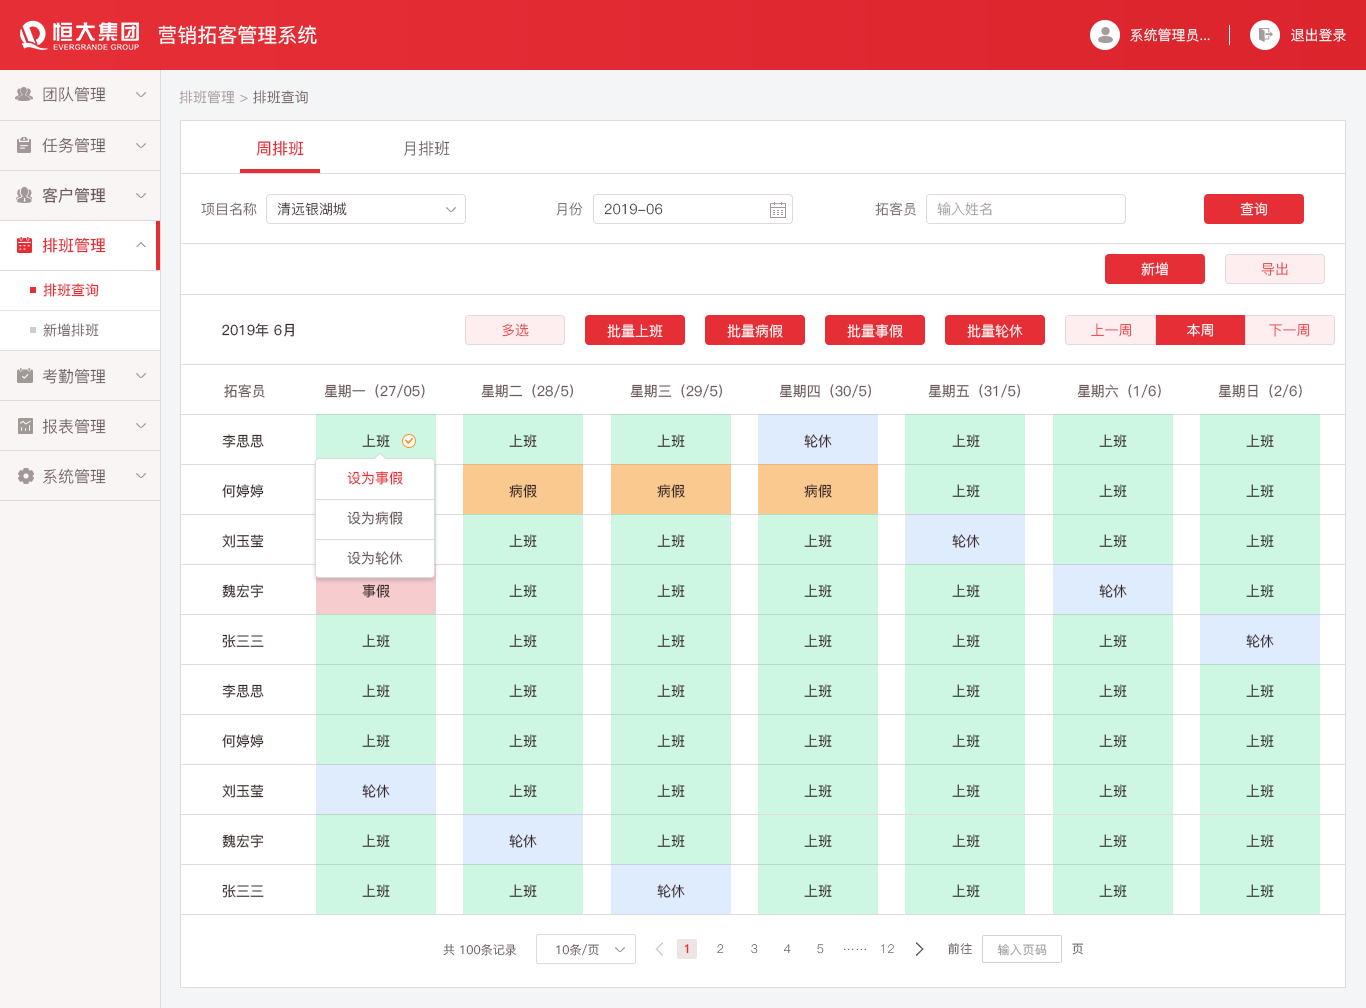 恒大集团
EVERGRANDE GROUP
营销拓客管理系统
系统管理员...
退出登录
团队管理
任务管理
客户管理
排班管理
排班查询
新增排班
考勤管理
报表管理
系统管理
排班管理 > 排班查询
周排班 月排班
项目名称 清远银湖城 月份 2019-06 拓客员 输入姓名 查询
新增 导出
2019年 6月 多选 批量上班 批量病假 批量事假 批量轮休 上一周 本周 下一周
拓客员 星期一（27/05） 星期二（28/5） 星期三（29/5） 星期四（30/5） 星期五（31/5） 星期六（1/6） 星期日（2/6）
李思思 上班 上班 上班 轮休 上班 上班 上班
设为事假
设为病假
设为轮休
何婷婷 病假 病假 病假 上班 上班 上班
刘玉莹 上班 上班 上班 轮休 上班 上班
魏宏宇 事假 上班 上班 上班 上班 轮休 上班
张三三 上班 上班 上班 上班 上班 上班 轮休
李思思 上班 上班 上班 上班 上班 上班 上班
何婷婷 上班 上班 上班 上班 上班 上班 上班
刘玉莹 轮休 上班 上班 上班 上班 上班 上班
魏宏宇 上班 轮休 上班 上班 上班 上班 上班
张三三 上班 上班 轮休 上班 上班 上班 上班
共 100条记录 10条/页 1 2 3 4 5 ······ 12 前往 输入页码 页